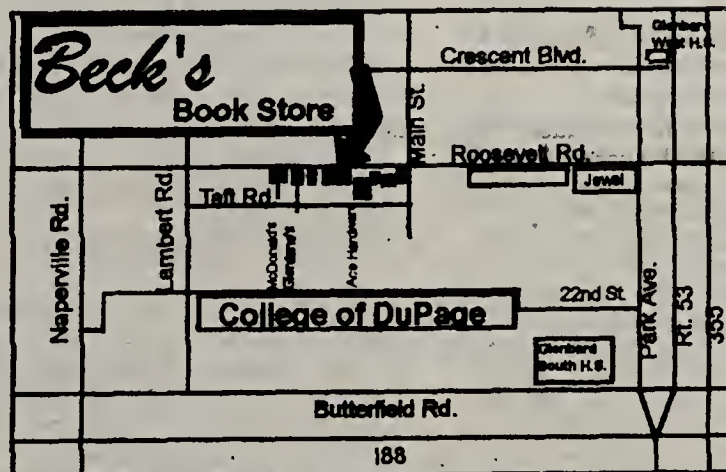 Beck's
Book Store
Glenbard
West H.S.
Crescent Blvd.
Main St.
Roosevelt Rd.
Jewel
Taft Rd.
Lambert Rd.
Naperville Rd.
McDonald's
Ace Hardware
22nd St.
College of DuPage
Park Ave.
Rt. 53
355
Glenbard
South H.S.
Butterfield Rd.
I88